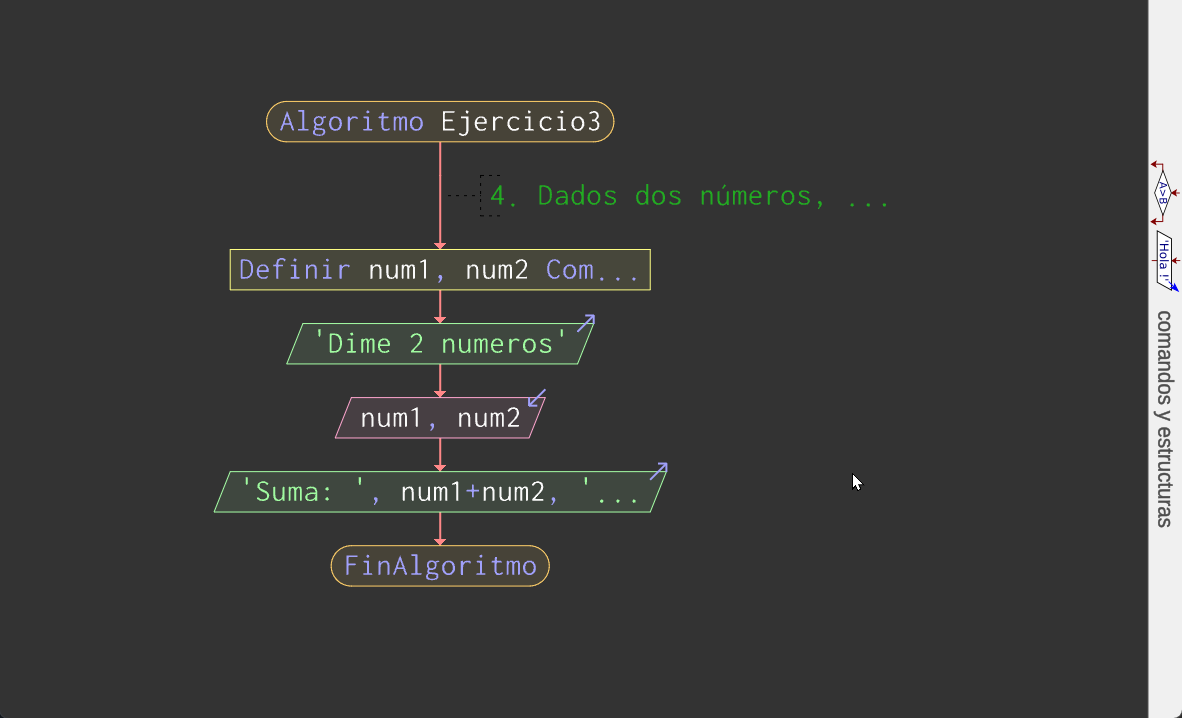 Algoritmo Ejercicio3
4. Dados dos números, ...
Definir num1, num2 Com...
'Dime 2 numeros'
num1, num2
'Suma: ', num1+num2, '...
FinAlgoritmo
A>B
'Hola !'
comandos y estructuras